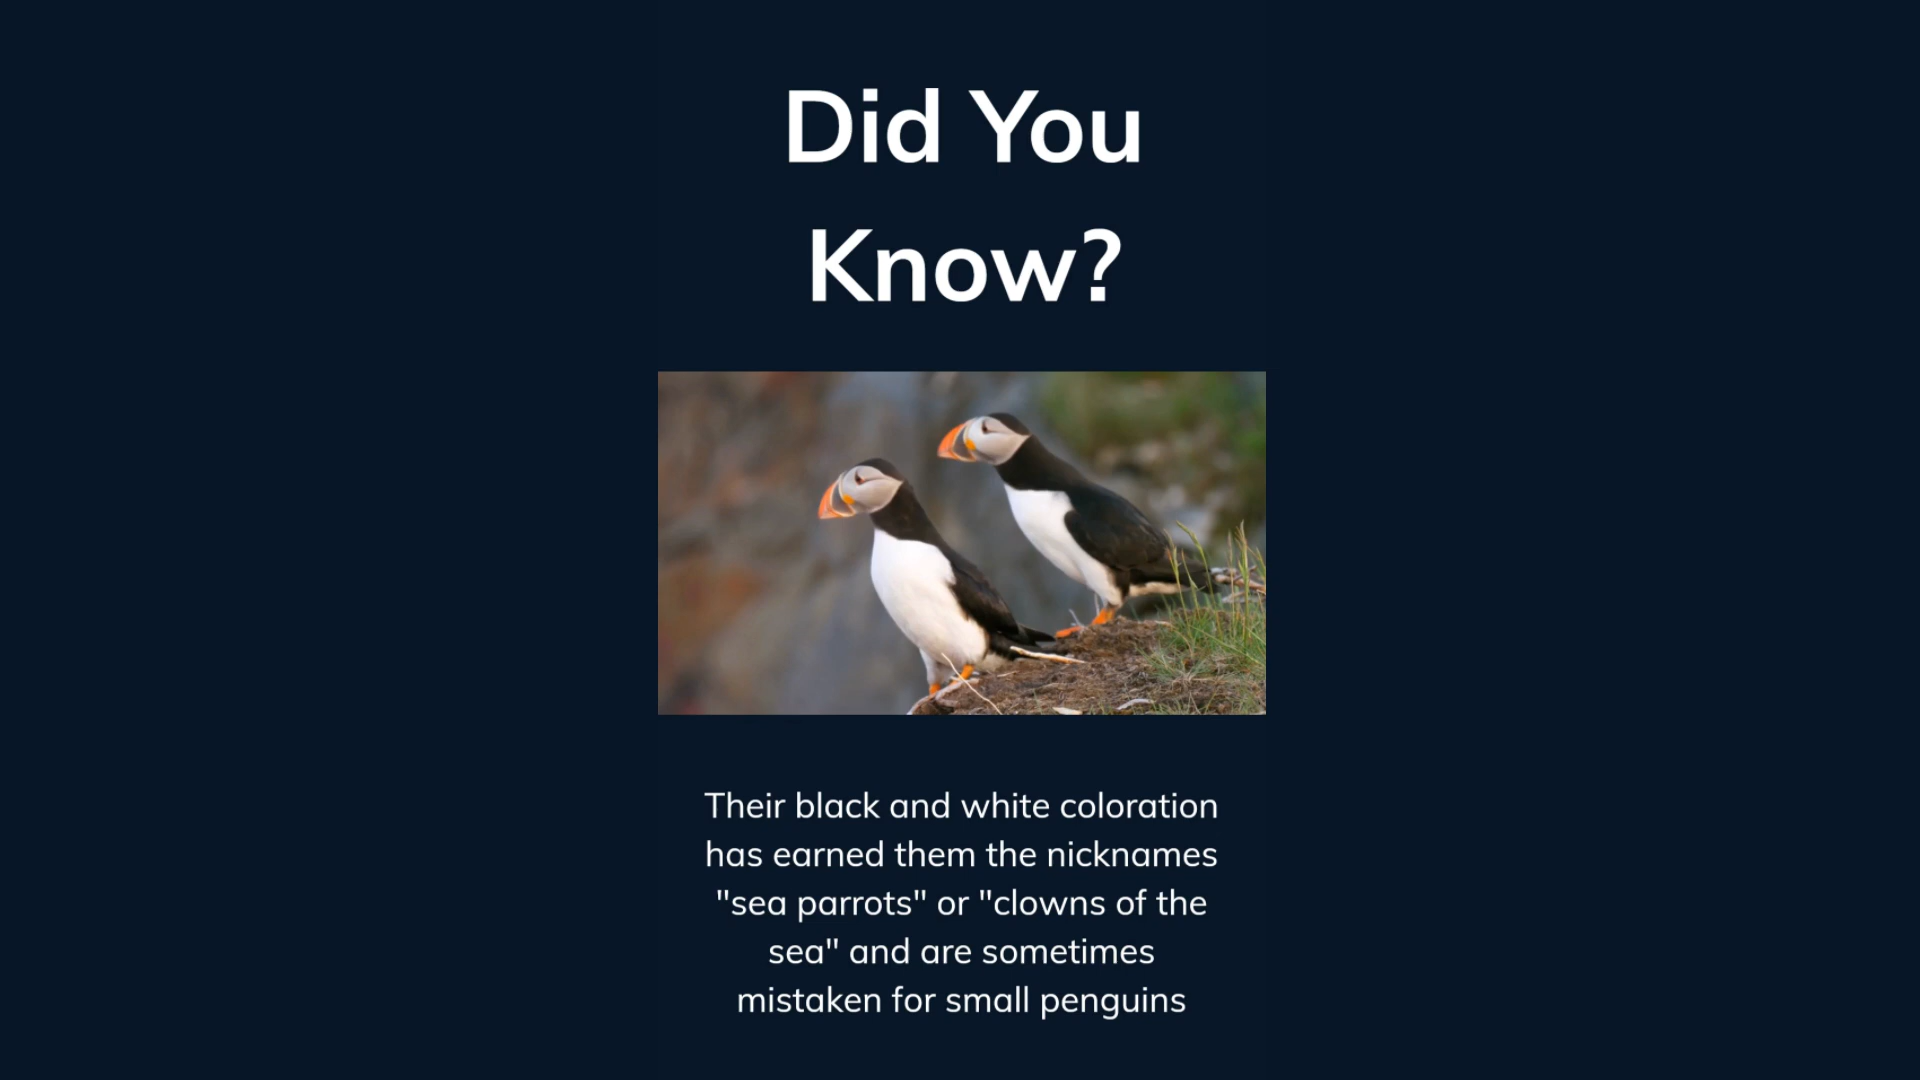 Did You
Know?
Their black and white coloration
has earned them the nicknames
"sea parrots" or "clowns of the
sea" and are sometimes
mistaken for small penguins